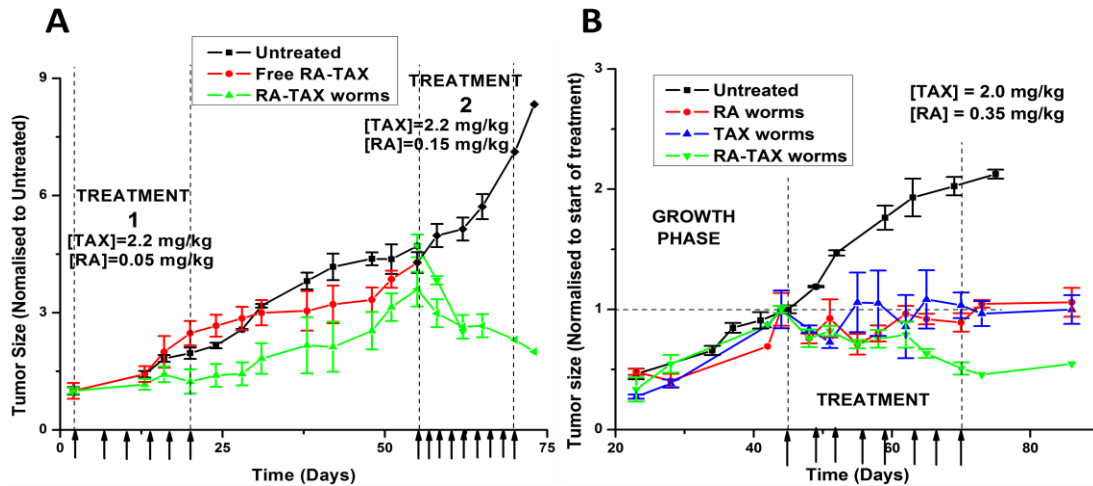 A
Untreated
Free RA-TAX
RA-TAX worms
TREATMENT
1
[TAX]=2.2 mg/kg
[RA]=0.05 mg/kg
TREATMENT
2
[TAX]=2.2 mg/kg
[RA]=0.15 mg/kg
Tumor Size (Nomalised to Untreated)
9
6
3
0
0
25
50
75
Time (Days)
B
Untreated
RA worms
TAX worms
RA-TAX worms
[TAX] = 2.0 mg/kg
[RA] = 0.35 mg/kg
GROWTH
PHASE
TREATMENT
Tumor size (Normalised to start of treatment)
3
2
1
0
20
40
60
80
Time (Days)